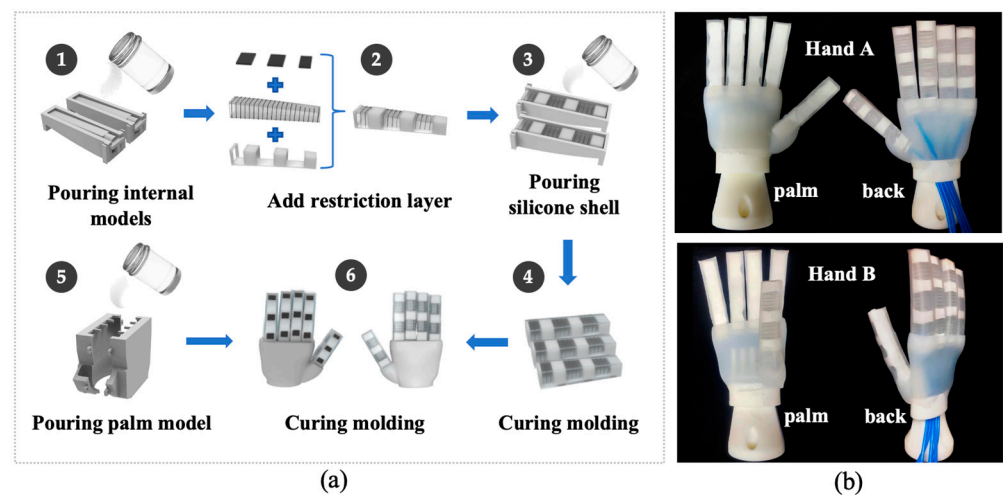 1
2
3
Pouring internal
models
Add restriction layer
Pouring
silicone shell
5
6
4
Pouring palm model
Curing molding
Curing molding
(a)
Hand A
palm
back
Hand B
palm
back
(b)